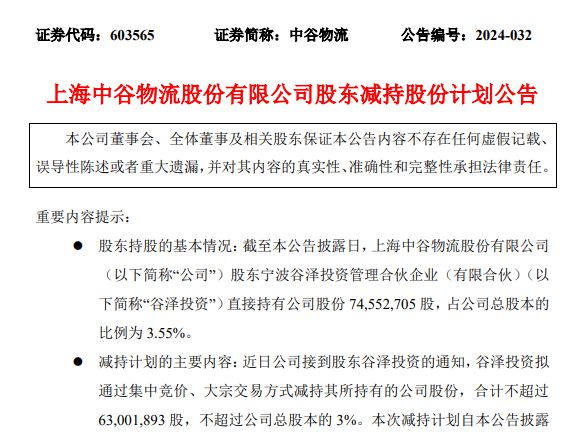 证券代码：603565 证券简称：中谷物流 公告编号：2024-032
上海中谷物流股份有限公司股东减持股份计划公告
本公司董事会、全体董事及相关股东保证本公告内容不存在任何虚假记载、
误导性陈述或者重大遗漏，并对其内容的真实性、准确性和完整性承担法律责任。
重要内容提示：
● 股东持股的基本情况：截至本公告披露日，上海中谷物流股份有限公司
（以下简称“公司”）股东宁波谷泽投资管理合伙企业（有限合伙）（以
下简称“谷泽投资”）直接持有公司股份 74,552,705 股，占公司总股本的
比例为 3.55%。
● 减持计划的主要内容：近日公司接到股东谷泽投资的通知，谷泽投资拟
通过集中竞价、大宗交易方式减持其所持有的公司股份，合计不超过
63,001,893 股，不超过公司总股本的 3%。本次减持计划自本公告披露